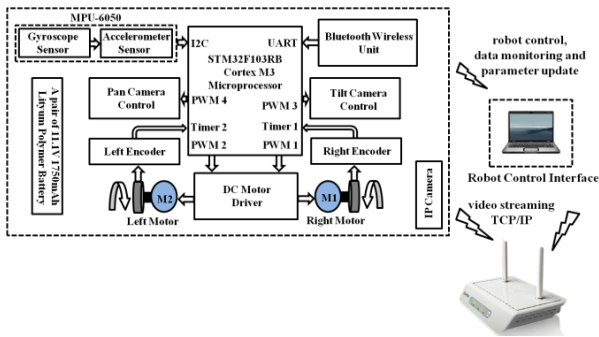 MPU-6050
Gyroscope
Sensor
Accelerometer
Sensor
I2C
UART
STM32F103RB
Cortex M3
Microprocessor
Bluetooth Wireless
Unit
Pan Camera
Control
PWM 4
PWM 3
Tilt Camera
Control
Timer 2
Timer 1
Left Encoder
PWM 2
PWM 1
Right Encoder
A pair of 11.1V 1750mAh
Lityum Polymer Battery
DC Motor
Driver
M2
M1
Left Motor
Right Motor
IP Camera
robot control,
data monitoring and
parameter update
Robot Control Interface
video streaming
TCP/IP